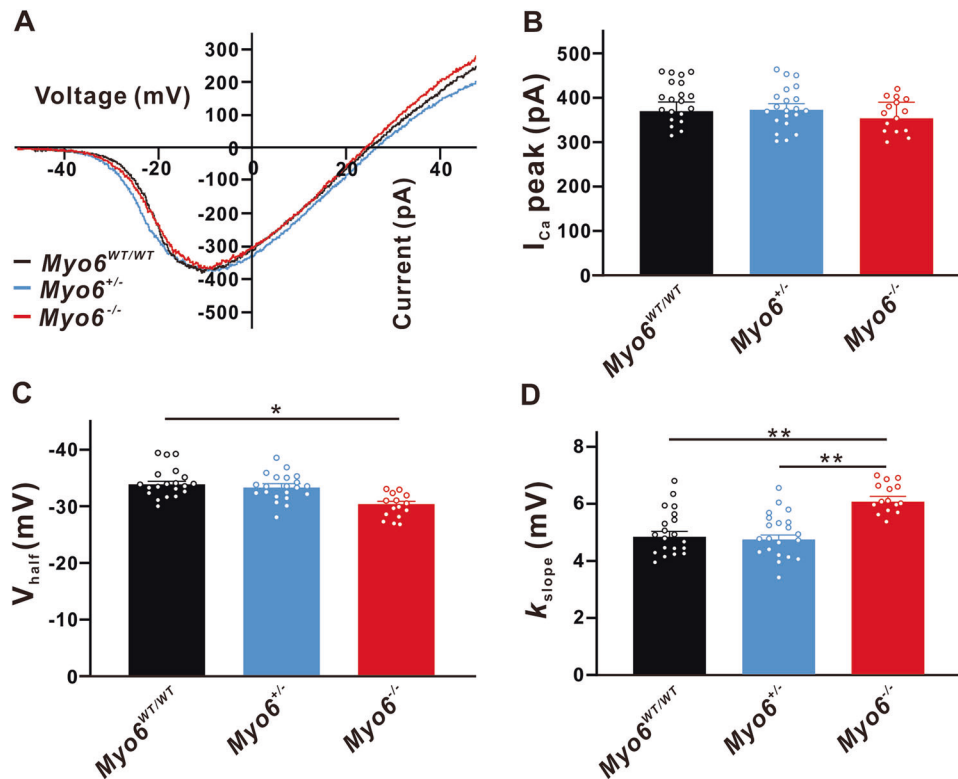 A
300
200
100
0
-100
-200
-300
-400
-500
Voltage (mV)
-40
-20
0
20
40
Current (pA)
Myo6WT/WT
Myo6+/-
Myo6-/-
B
500
400
300
200
100
0
ICa peak (pA)
Myo6WT/WT
Myo6+/-
Myo6-/-
C
*
-40
-30
-20
-10
0
Vhalf (mV)
Myo6WT/WT
Myo6+/-
Myo6-/-
D
**
**
8
6
4
2
0
kslope (mV)
Myo6WT/WT
Myo6+/-
Myo6-/-